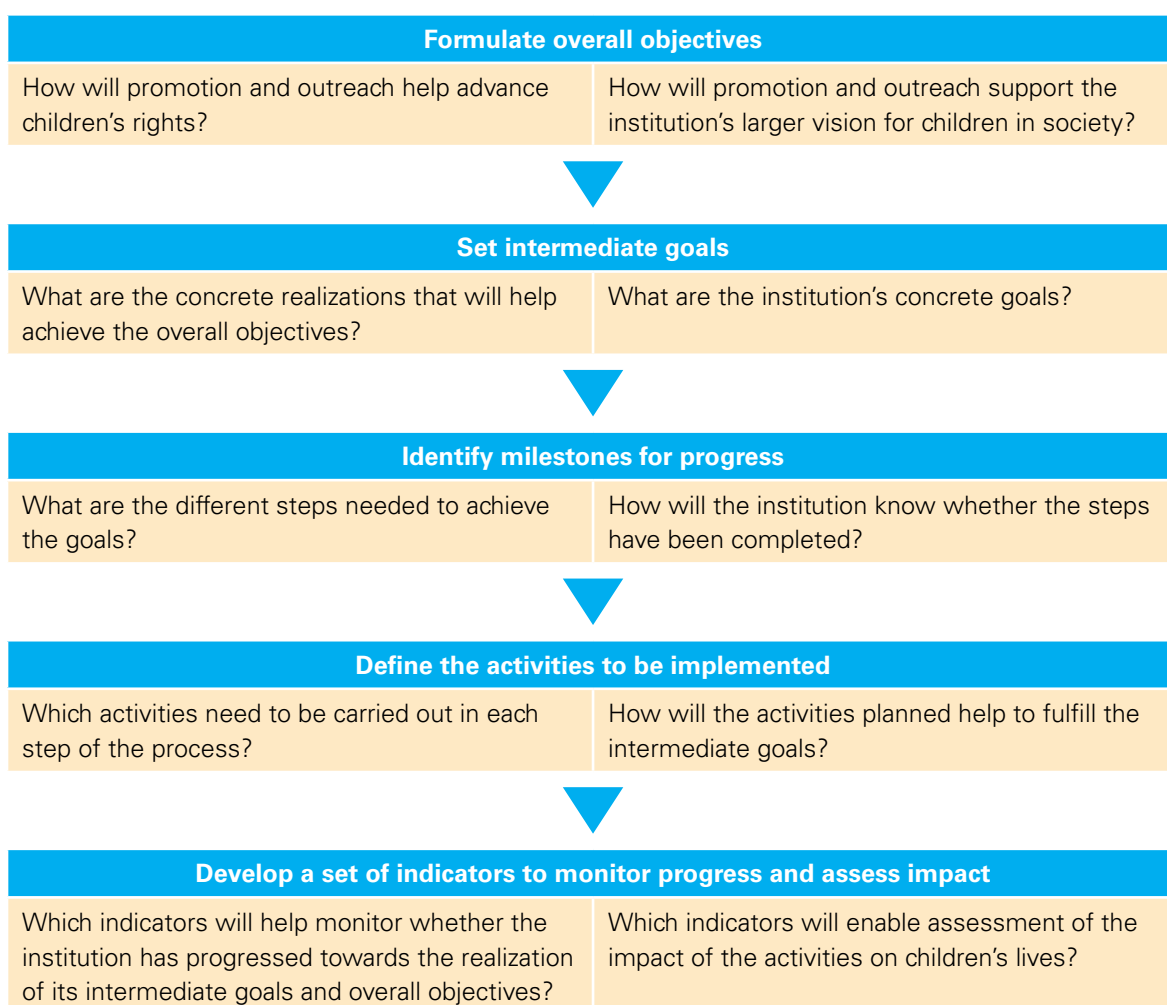 Formulate overall objectives
How will promotion and outreach help advance
children’s rights?
How will promotion and outreach support the
institution’s larger vision for children in society?
Set intermediate goals
What are the concrete realizations that will help
achieve the overall objectives?
What are the institution’s concrete goals?
Identify milestones for progress
What are the different steps needed to achieve
the goals?
How will the institution know whether the steps
have been completed?
Define the activities to be implemented
Which activities need to be carried out in each
step of the process?
How will the activities planned help to fulfill the
intermediate goals?
Develop a set of indicators to monitor progress and assess impact
Which indicators will help monitor whether the
institution has progressed towards the realization
of its intermediate goals and overall objectives?
Which indicators will enable assessment of the
impact of the activities on children’s lives?